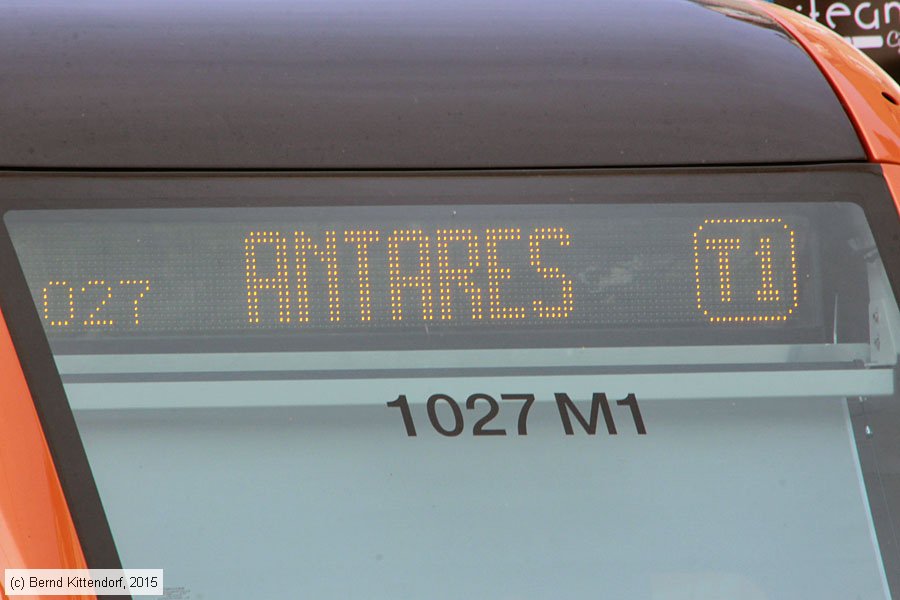 027 ANTARES T1
1027 M1
(c) Bernd Kittendorf, 2015